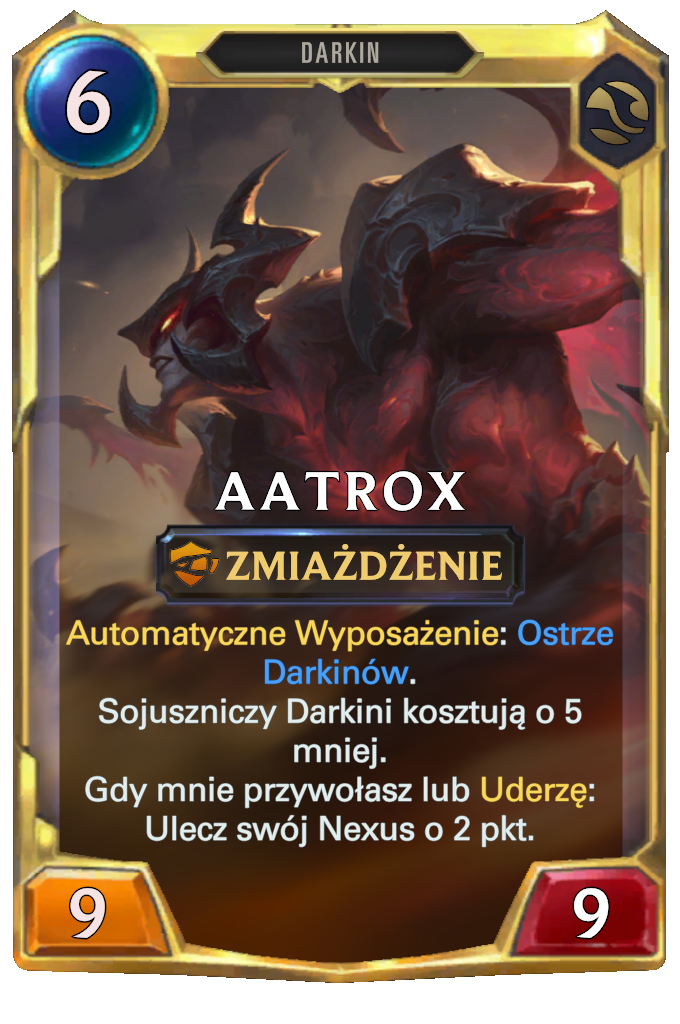 DARKIN
6
AATROX
ZMIAŻDŻENIE
Automatyczne Wyposażenie: Ostrze
Darkinów.
Sojuszniczy Darkini kosztują o 5
mniej.
Gdy mnie przywołasz lub Uderzę:
Ulecz swój Nexus o 2 pkt.
9
9